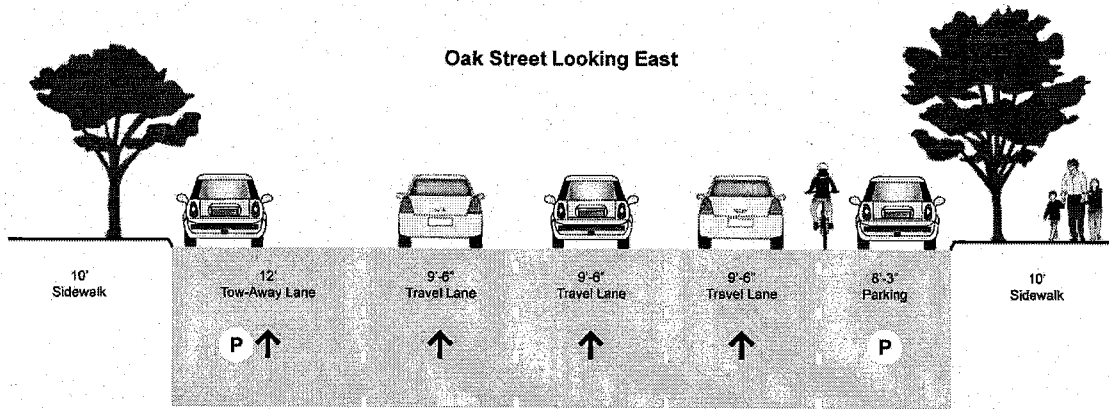 Oak Street Looking East
10'
Sidewalk
12'
Tow-Away Lane
9'-6"
Travel Lane
9'-6"
Travel Lane
9'-6"
Travel Lane
8'-3"
Parking
10'
Sidewalk
P
P